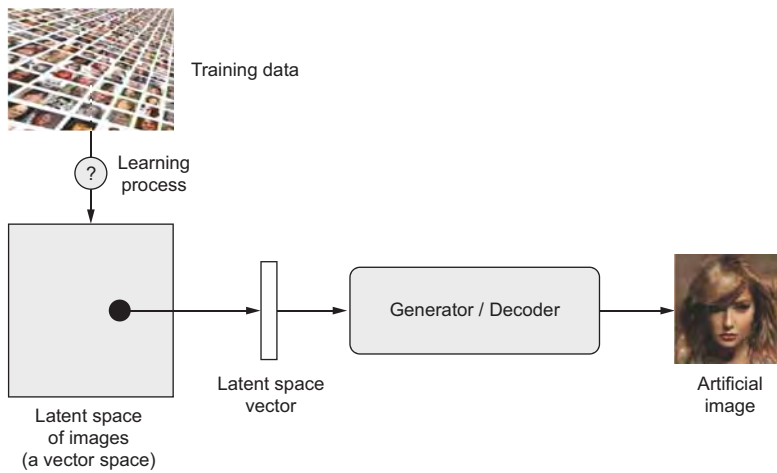 Training data
?
Learning
process
Generator / Decoder
Latent space
vector
Artificial
image
Latent space
of images
(a vector space)